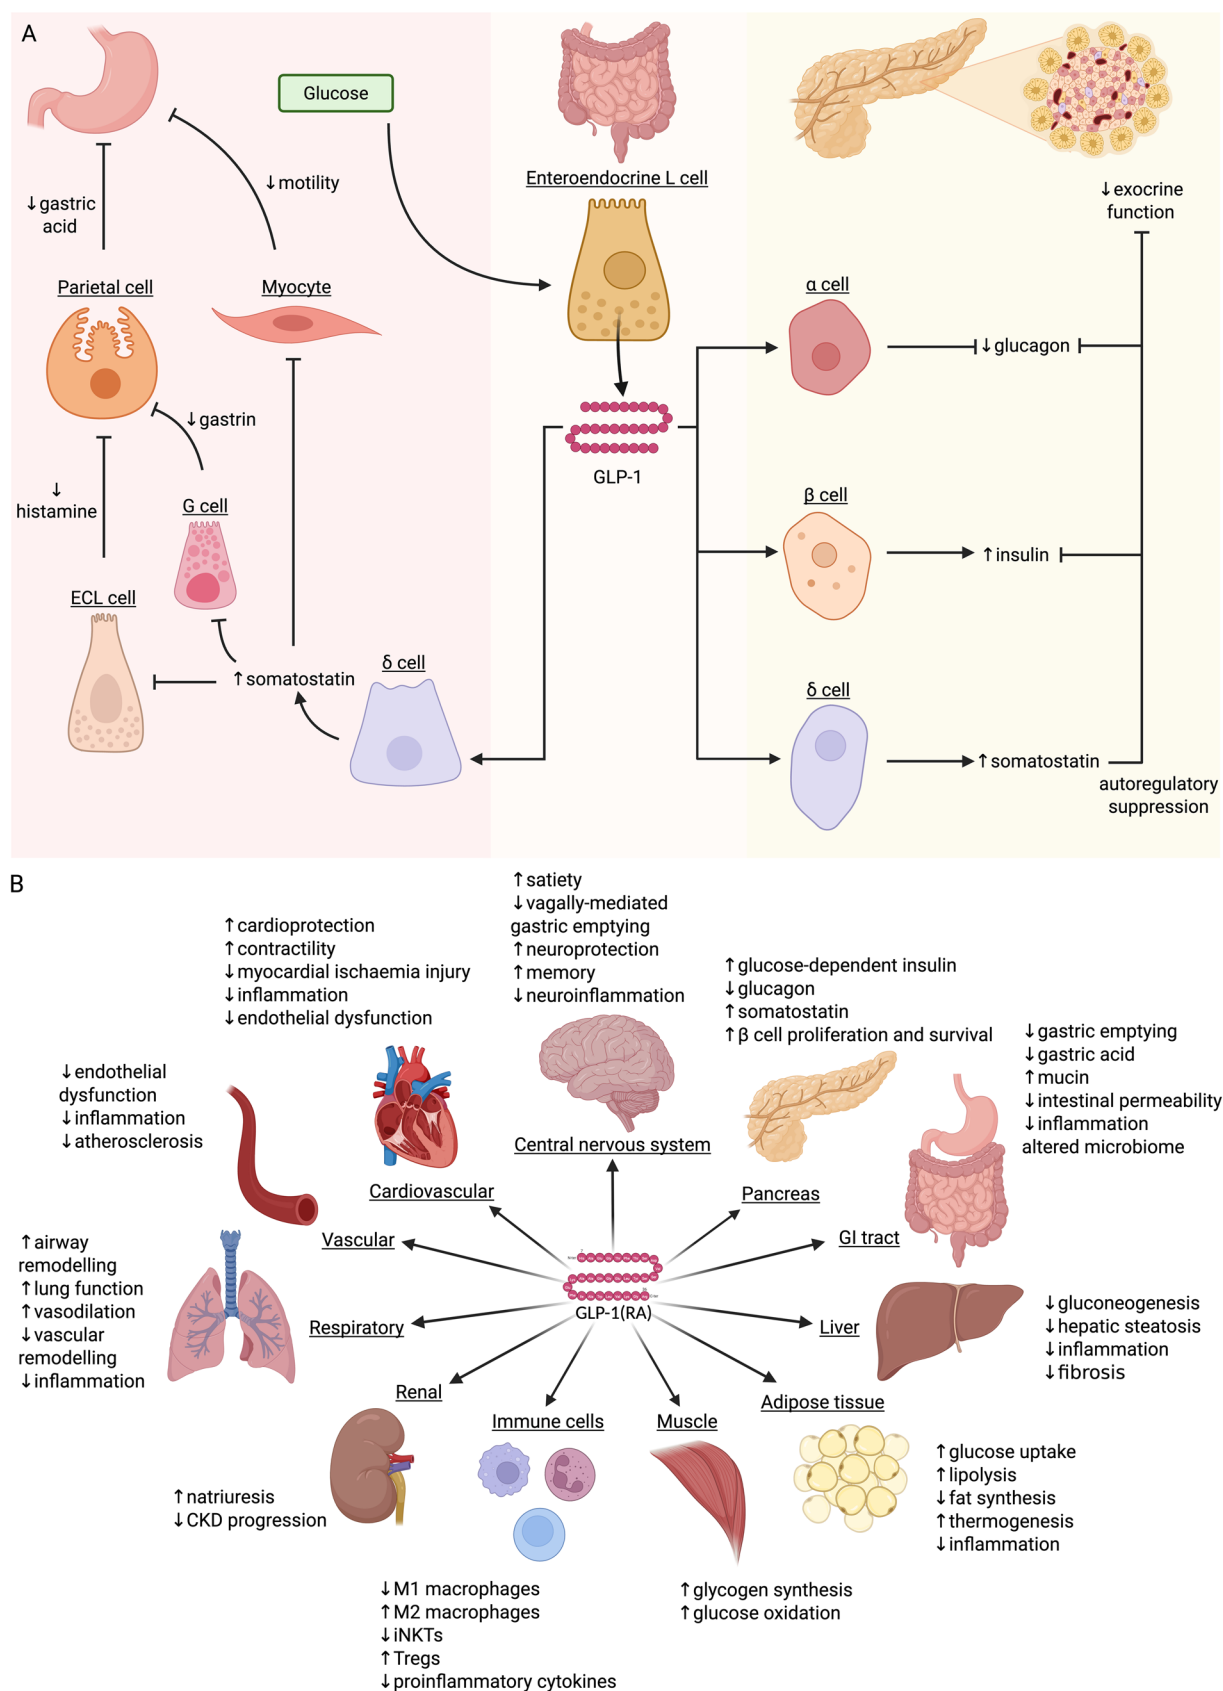 A
Glucose
Enteroendocrine L cell
↓motility
↓gastric
acid
↓exocrine
function
Parietal cell
Myocyte
α cell
↓glucagon
↓gastrin
GLP-1
↓
histamine
G cell
β cell
↑insulin
ECL cell
↑somatostatin
δ cell
δ cell
↑somatostatin
autoregulatory
suppression
B
↑satiety
↓vagally-mediated
gastric emptying
↑neuroprotection
↑memory
↓neuroinflammation
Central nervous system
↑cardioprotection
↑contractility
↓myocardial ischaemia injury
↓inflammation
↓endothelial dysfunction
Cardiovascular
↑glucose-dependent insulin
↓glucagon
↑somatostatin
↑β cell proliferation and survival
Pancreas
↓gastric emptying
↓gastric acid
↑mucin
↓intestinal permeability
↓inflammation
altered microbiome
GI tract
↓endothelial
dysfunction
↓inflammation
↓atherosclerosis
Vascular
↑airway
remodelling
↑lung function
↑vasodilation
↓vascular
remodelling
↓inflammation
Respiratory
GLP-1(RA)
Liver
↓gluconeogenesis
↓hepatic steatosis
↓inflammation
↓fibrosis
Renal
↑natriuresis
↓CKD progression
Immune cells
↓M1 macrophages
↑M2 macrophages
↓iNKTs
↑Tregs
↓proinflammatory cytokines
Muscle
↑glycogen synthesis
↑glucose oxidation
Adipose tissue
↑glucose uptake
↑lipolysis
↓fat synthesis
↑thermogenesis
↓inflammation